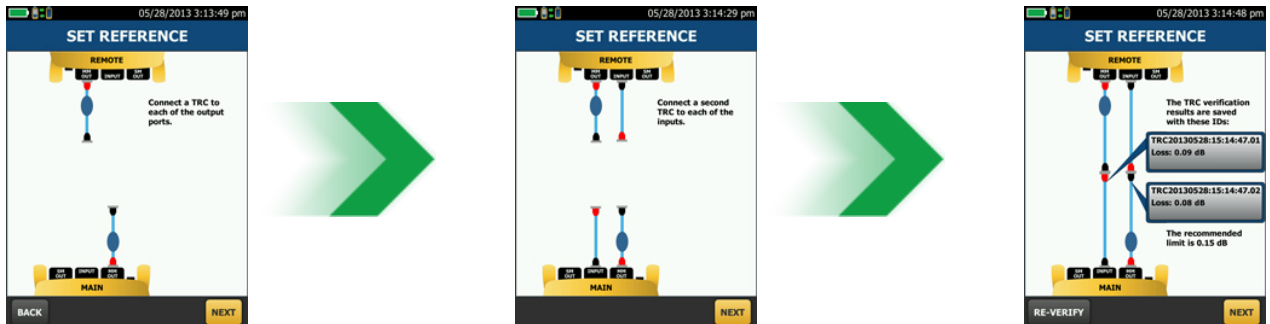 05/28/2013 3:13:49 pm
SET REFERENCE
REMOTE
MM OUT INPUT SM OUT
Connect a TRC to
each of the output
ports.
SM OUT INPUT MM OUT
MAIN
BACK NEXT
05/28/2013 3:14:29 pm
SET REFERENCE
REMOTE
MM OUT INPUT SM OUT
Connect a second
TRC to each of the
inputs.
SM OUT INPUT MM OUT
MAIN
NEXT
05/28/2013 3:14:48 pm
SET REFERENCE
REMOTE
MM OUT INPUT SM OUT
The TRC verification
results are saved
with these IDs:
TRC20130528:15:14:47.01
Loss: 0.09 dB
TRC20130528:15:14:47.02
Loss: 0.08 dB
The recommended
limit is 0.15 dB
SM OUT INPUT MM OUT
MAIN
RE-VERIFY NEXT